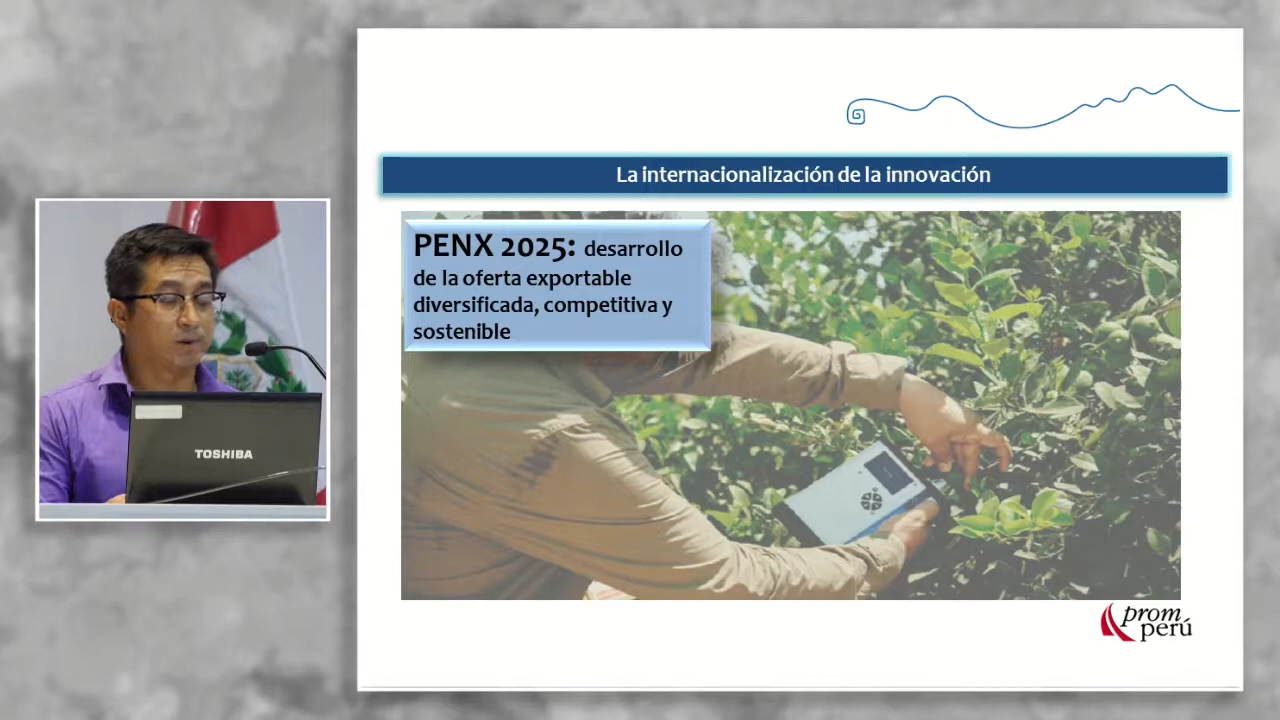 La internacionalización de la innovación
PENX 2025: desarrollo
de la oferta exportable
diversificada, competitiva y
sostenible
TOSHIBA
prom
perú